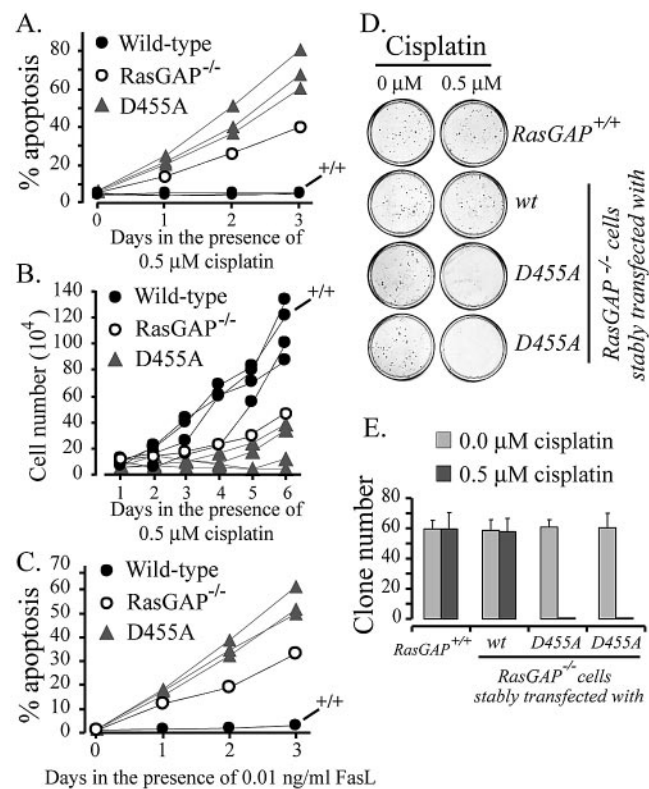 A.
% apoptosis
80
60
40
20
0
Wild-type
RasGAP-/-
D455A
+/+
0 1 2 3
Days in the presence of
0.5 µM cisplatin
B.
Cell number (10^4)
140
120
100
80
60
40
20
0
Wild-type
RasGAP-/-
D455A
+/+
1 2 3 4 5 6
Days in the presence of
0.5 µM cisplatin
C.
% apoptosis
70
60
50
40
30
20
10
0
Wild-type
RasGAP-/-
D455A
+/+
0 1 2 3
Days in the presence of 0.01 ng/ml FasL
D.
Cisplatin
0 µM 0.5 µM
RasGAP+/+
wt
D455A
D455A
RasGAP -/- cells
stably transfected with
E.
0.0 µM cisplatin
0.5 µM cisplatin
Clone number
80
60
40
20
0
RasGAP+/+ wt D455A D455A
RasGAP-/- cells
stably transfected with